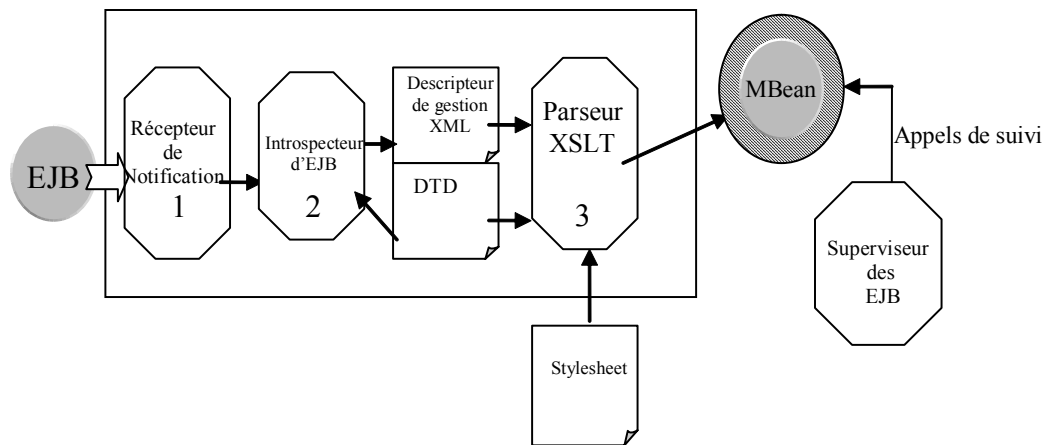 EJB
Récepteur
de
Notification
1
Introspecteur
d'EJB
2
Descripteur
de gestion
XML
DTD
Parseur
XSLT
3
Stylesheet
MBean
Appels de suivi
Superviseur
des
EJB